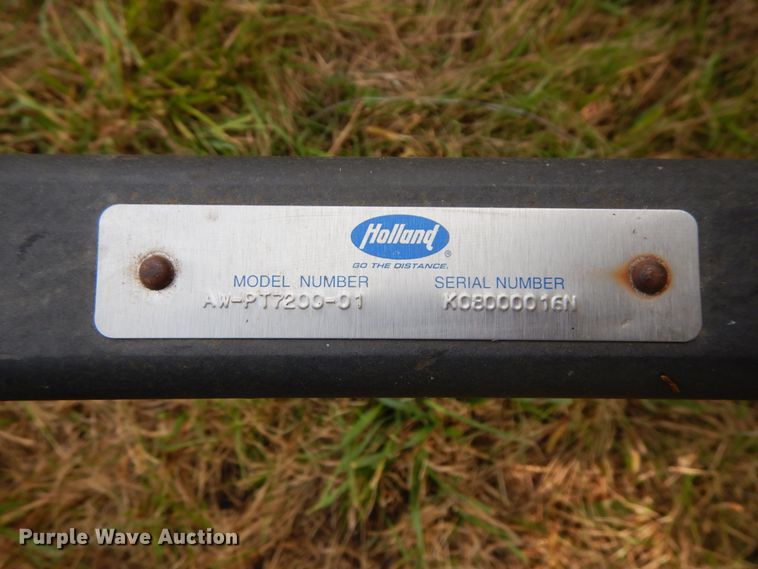 Holland®
GO THE DISTANCE.
MODEL NUMBER SERIAL NUMBER
AW-PT7200-01 K08000016N
Purple Wave Auction